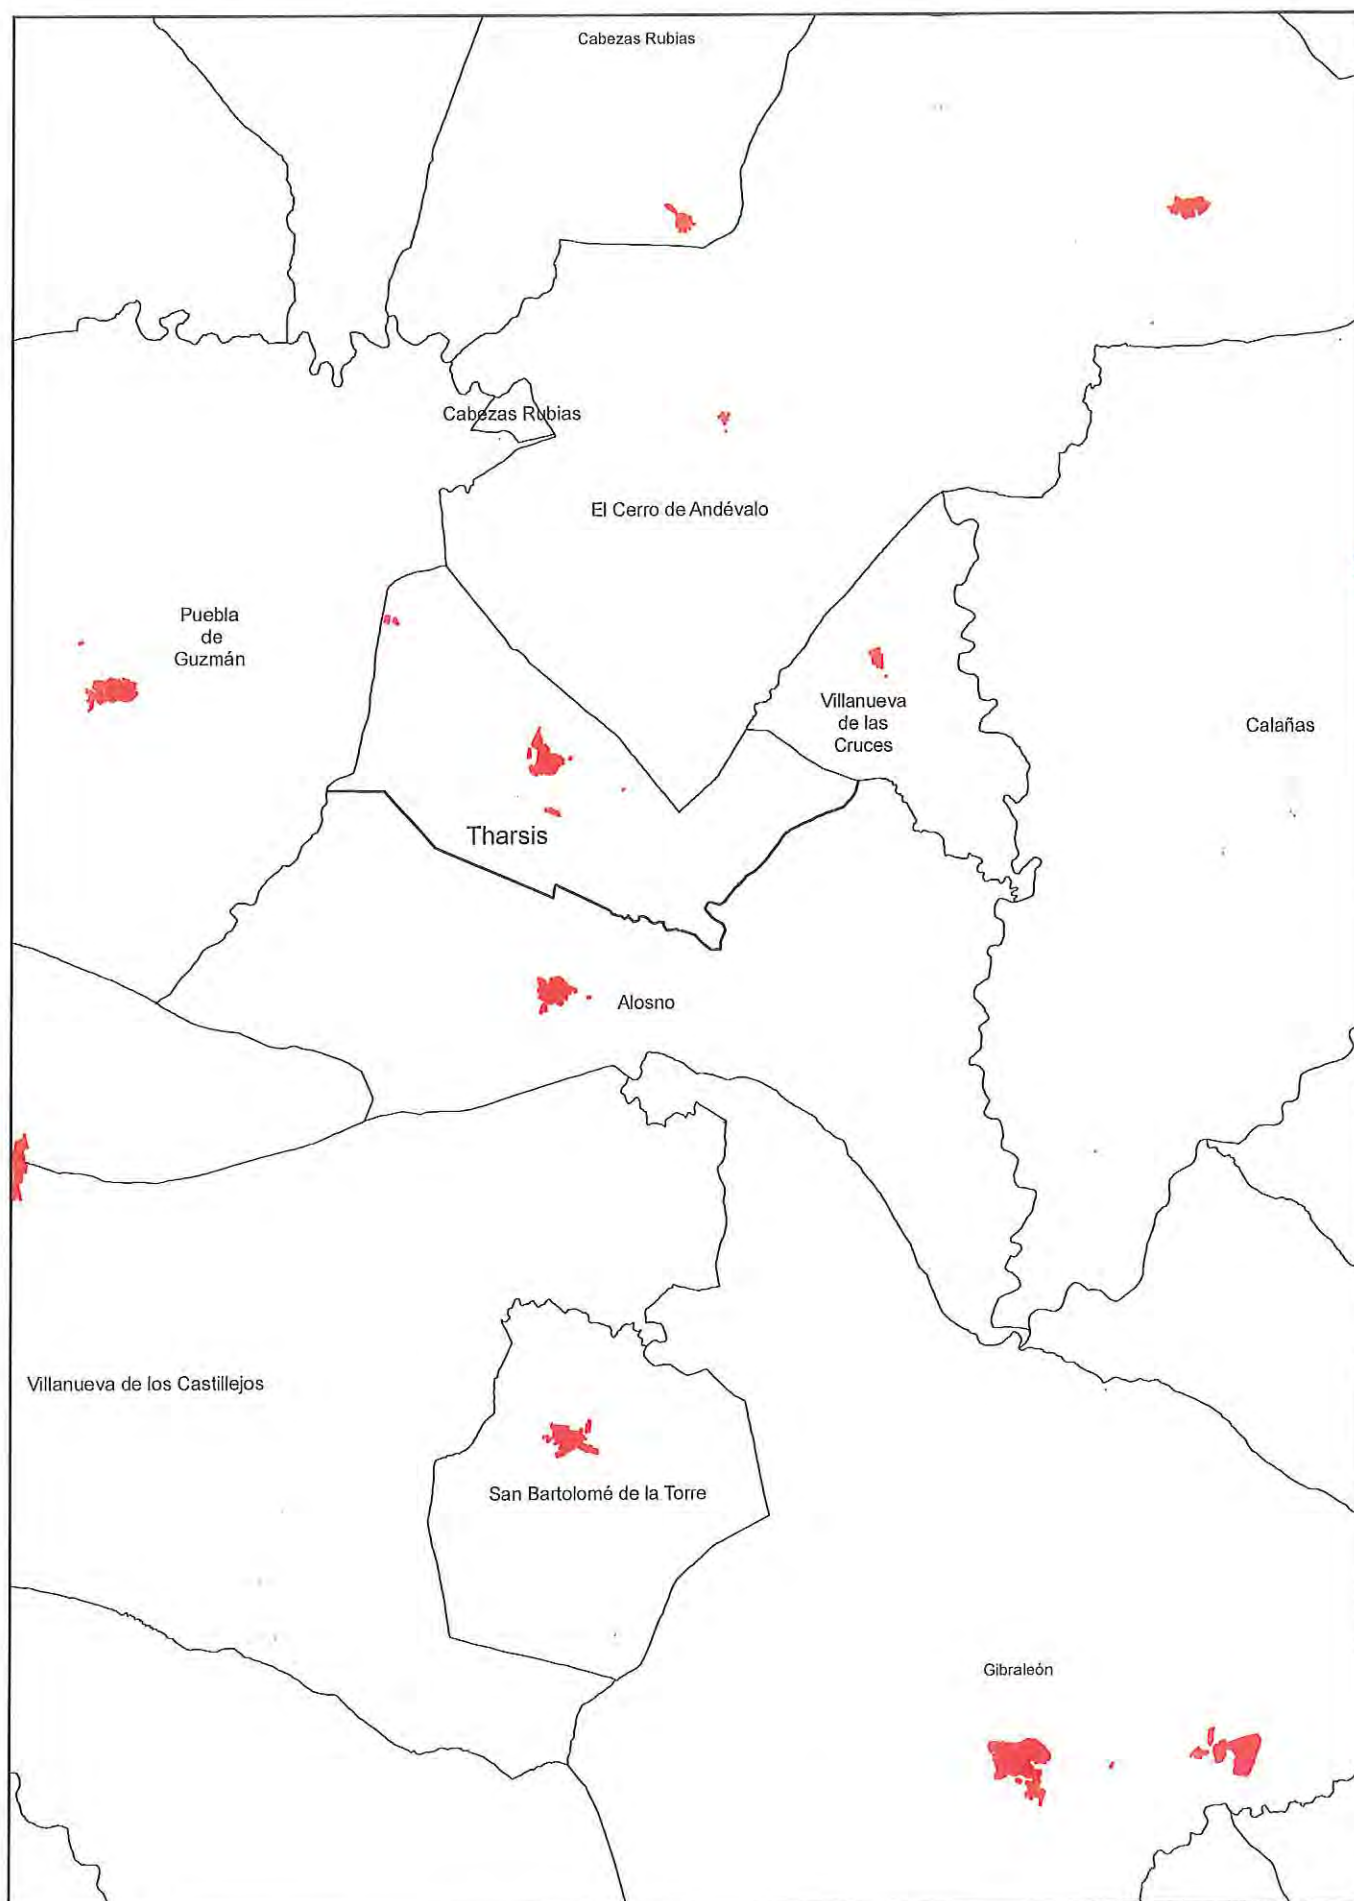 Cabezas Rubias
Cabezas Rubias
El Cerro de Andévalo
Puebla
de
Guzmán
Villanueva
de las
Cruces
Calañas
Tharsis
Alosno
Villanueva de los Castillejos
San Bartolomé de la Torre
Gibraleón